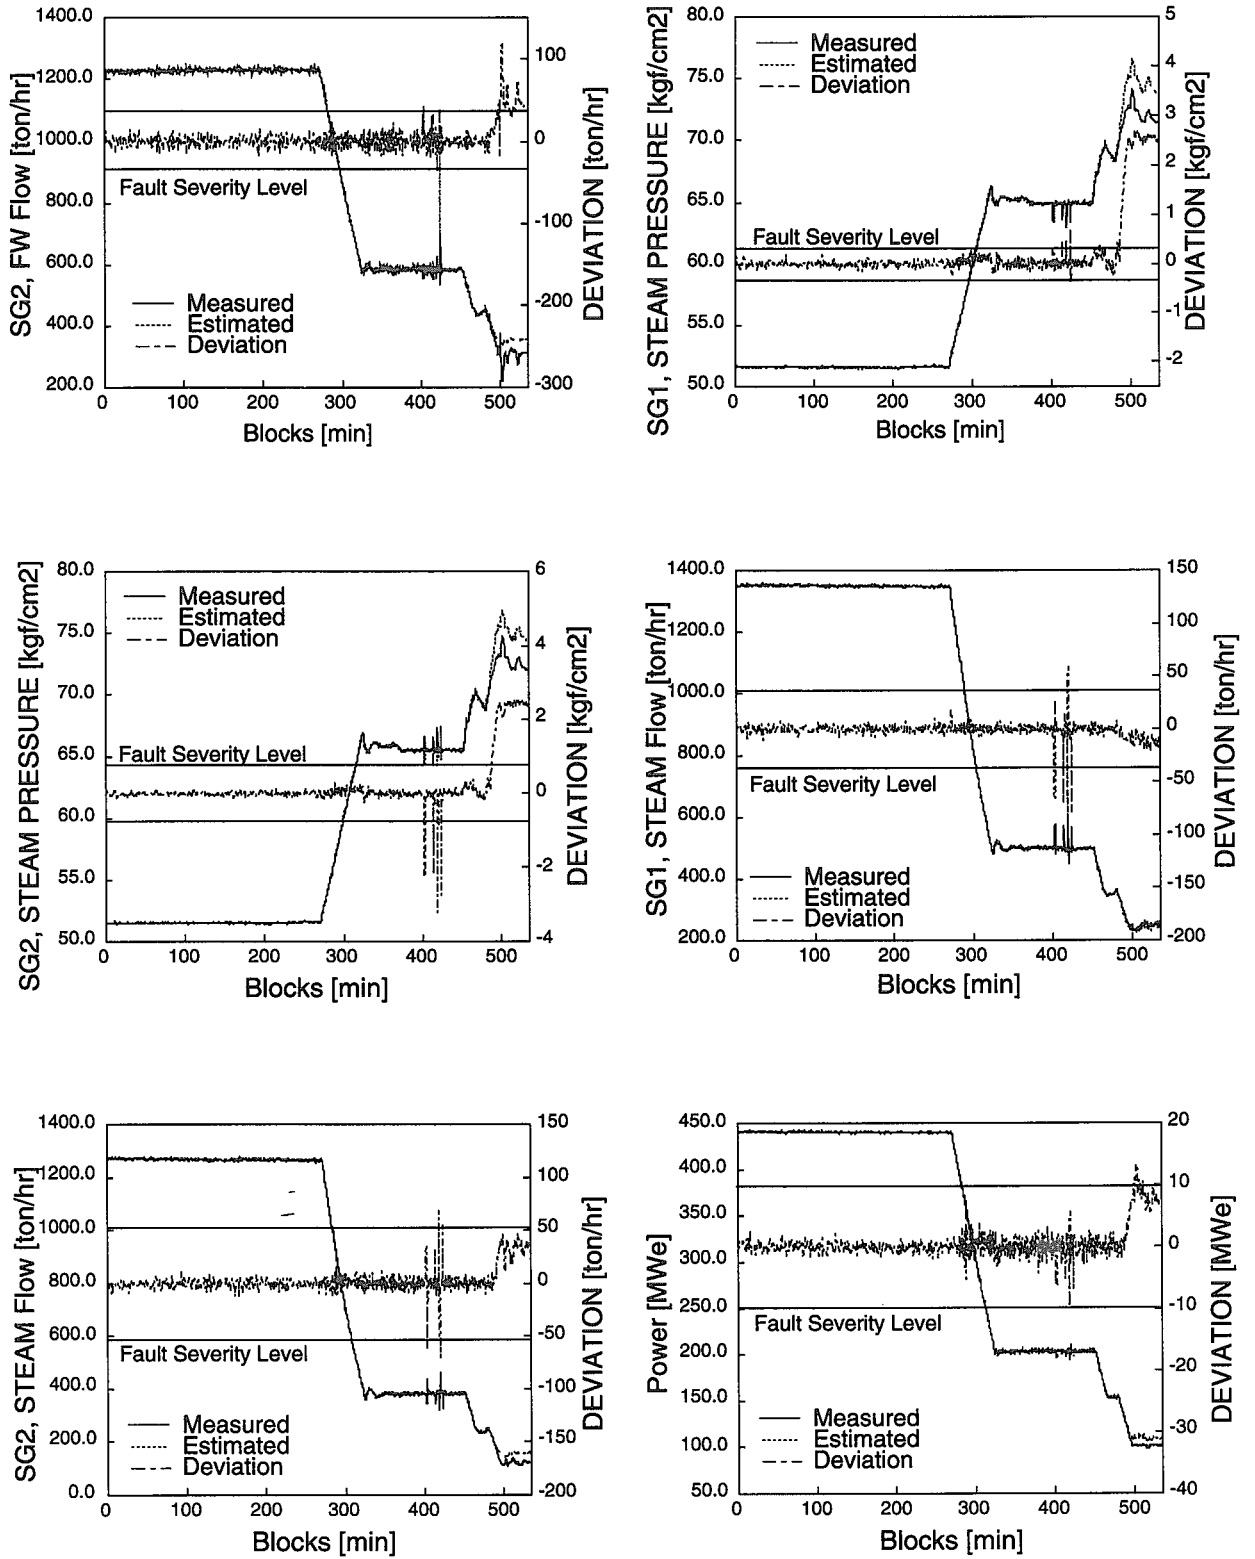 SG2, FW Flow [ton/hr]
1400.0
1200.0
1000.0
800.0
600.0
400.0
200.0
100
0
-100
-200
-300
DEVIATION [ton/hr]
Fault Severity Level
Measured
Estimated
Deviation
0 100 200 300 400 500
Blocks [min]
SG1, STEAM PRESSURE [kgf/cm2]
80.0
75.0
70.0
65.0
60.0
55.0
50.0
5
4
3
2
1
0
-1
-2
DEVIATION [kgf/cm2]
Measured
Estimated
Deviation
Fault Severity Level
0 100 200 300 400 500
Blocks [min]
SG2, STEAM PRESSURE [kgf/cm2]
80.0
75.0
70.0
65.0
60.0
55.0
50.0
6
4
2
0
-2
-4
DEVIATION [kgf/cm2]
Measured
Estimated
Deviation
Fault Severity Level
0 100 200 300 400 500
Blocks [min]
SG1, STEAM Flow [ton/hr]
1400.0
1200.0
1000.0
800.0
600.0
400.0
200.0
150
100
50
0
-50
-100
-150
-200
DEVIATION [ton/hr]
Fault Severity Level
Measured
Estimated
Deviation
0 100 200 300 400 500
Blocks [min]
SG2, STEAM Flow [ton/hr]
1400.0
1200.0
1000.0
800.0
600.0
400.0
200.0
0.0
150
100
50
0
-50
-100
-150
-200
DEVIATION [ton/hr]
Fault Severity Level
Measured
Estimated
Deviation
0 100 200 300 400 500
Blocks [min]
Power [MWe]
450.0
400.0
350.0
300.0
250.0
200.0
150.0
100.0
50.0
20
10
0
-10
-20
-30
-40
DEVIATION [MWe]
Fault Severity Level
Measured
Estimated
Deviation
0 100 200 300 400 500
Blocks [min]